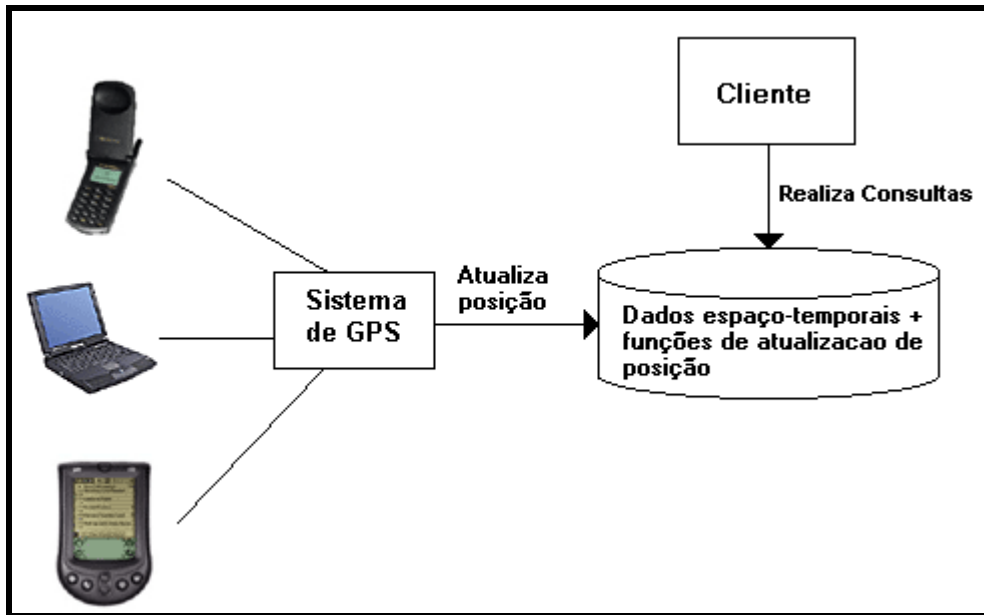 Cliente
Realiza Consultas
Sistema
de GPS
Atualiza
posição
Dados espaço-temporais +
funções de atualizacao de
posição